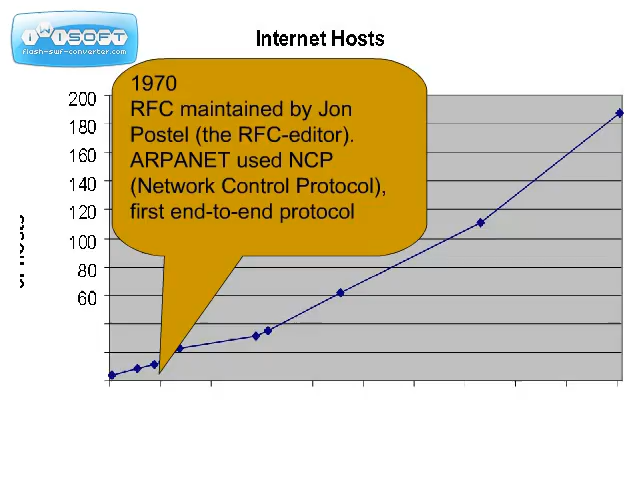 iWiSOFT
flash-swf-converter.com
Internet Hosts
1970
RFC maintained by Jon
Postel (the RFC-editor).
ARPANET used NCP
(Network Control Protocol),
first end-to-end protocol
200
180
160
140
120
100
80
60